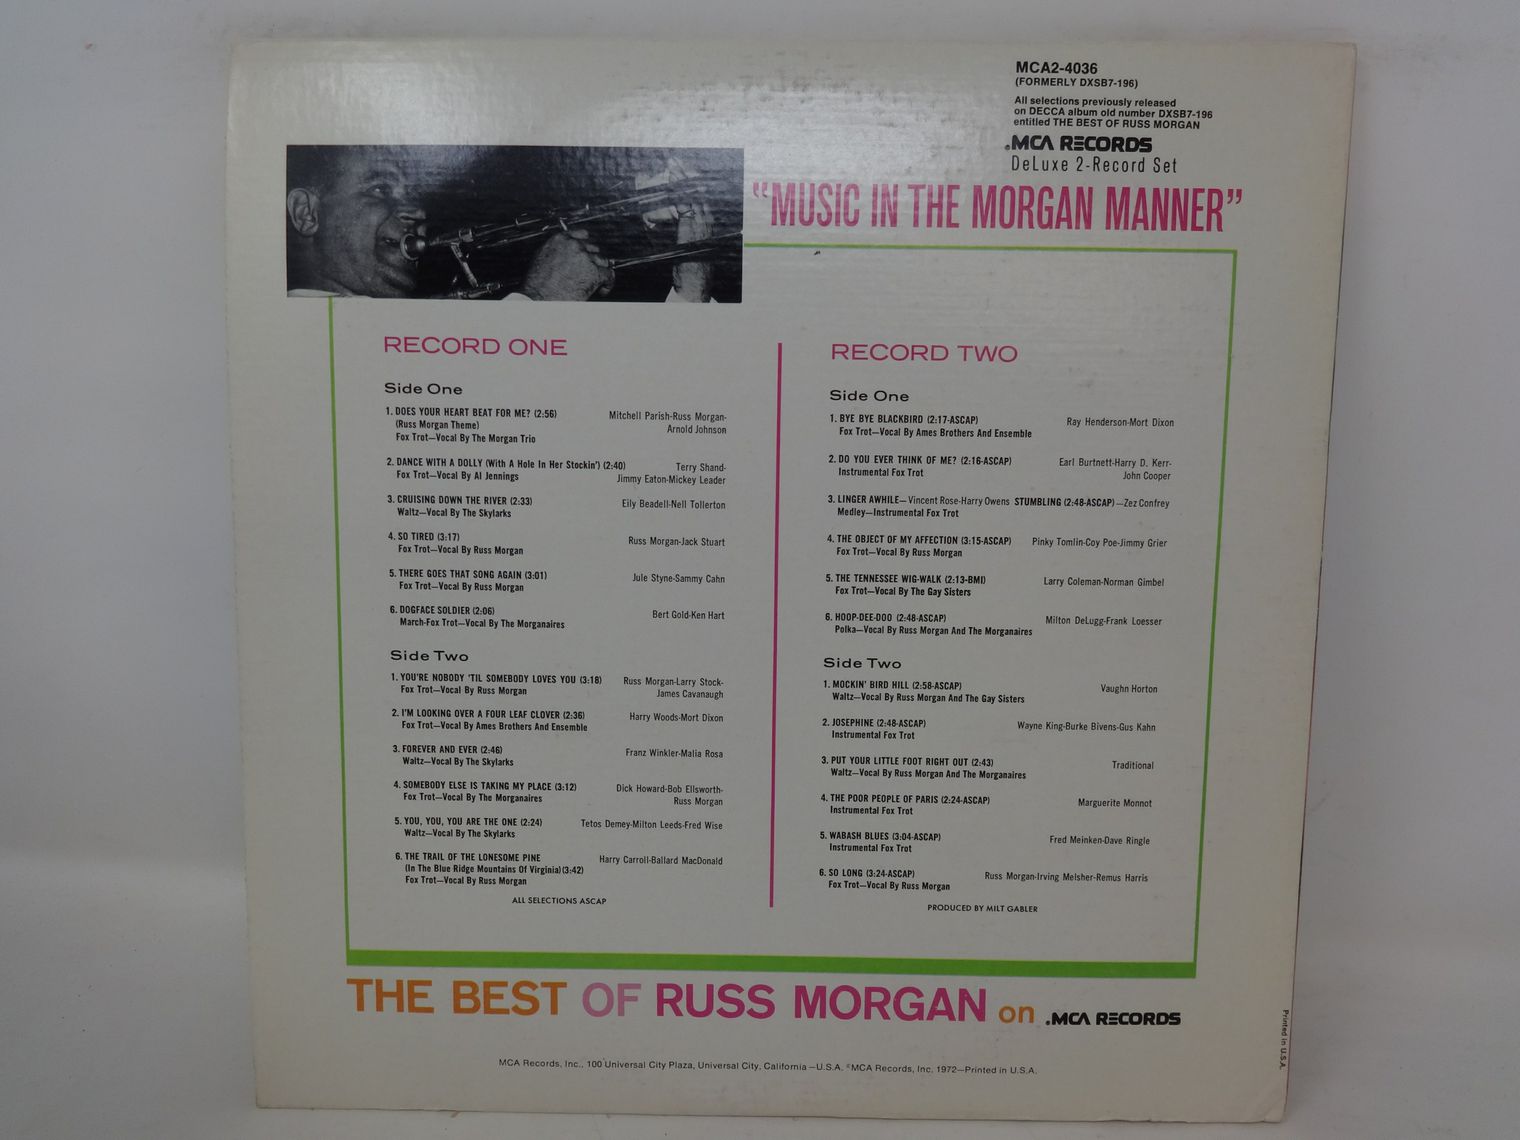 MCA2-4036
(FORMERLY DXSB7-196)
All selections previously released
on DECCA album old number DXSB7-196
entitled THE BEST OF RUSS MORGAN
.MCA RECORDS
DeLuxe 2-Record Set
"MUSIC IN THE MORGAN MANNER"
RECORD ONE
Side One
1. DOES YOUR HEART BEAT FOR ME? (2:56) Mitchell Parish-Russ Morgan-
(Russ Morgan Theme) Arnold Johnson
Fox Trot—Vocal By The Morgan Trio
2. DANCE WITH A DOLLY (With A Hole In Her Stockin') (2:40) Terry Shand-
Fox Trot—Vocal By Al Jennings Jimmy Eaton-Mickey Leader
3. CRUISING DOWN THE RIVER (2:33) Eily Beadell-Nell Tollerton
Waltz—Vocal By The Skylarks
4. SO TIRED (3:17) Russ Morgan-Jack Stuart
Fox Trot—Vocal By Russ Morgan
5. THERE GOES THAT SONG AGAIN (3:01) Jule Styne-Sammy Cahn
Fox Trot—Vocal By Russ Morgan
6. DOGFACE SOLDIER (2:06) Bert Gold-Ken Hart
March-Fox Trot—Vocal By The Morganaires
Side Two
1. YOU'RE NOBODY 'TIL SOMEBODY LOVES YOU (3:18) Russ Morgan-Larry Stock-
Fox Trot—Vocal By Russ Morgan James Cavanaugh
2. I'M LOOKING OVER A FOUR LEAF CLOVER (2:36) Harry Woods-Mort Dixon
Fox Trot—Vocal By Ames Brothers And Ensemble
3. FOREVER AND EVER (2:46) Franz Winkler-Malia Rosa
Waltz—Vocal By The Skylarks
4. SOMEBODY ELSE IS TAKING MY PLACE (3:12) Dick Howard-Bob Ellsworth-
Fox Trot—Vocal By The Morganaires Russ Morgan
5. YOU, YOU, YOU ARE THE ONE (2:24) Tetos Demey-Milton Leeds-Fred Wise
Waltz—Vocal By The Skylarks
6. THE TRAIL OF THE LONESOME PINE Harry Carroll-Ballard MacDonald
(In The Blue Ridge Mountains Of Virginia) (3:42)
Fox Trot—Vocal By Russ Morgan
ALL SELECTIONS ASCAP
RECORD TWO
Side One
1. BYE BYE BLACKBIRD (2:17-ASCAP) Ray Henderson-Mort Dixon
Fox Trot—Vocal By Ames Brothers And Ensemble
2. DO YOU EVER THINK OF ME? (2:16-ASCAP) Earl Burtnett-Harry D. Kerr-
Instrumental Fox Trot John Cooper
3. LINGER AWHILE—Vincent Rose-Harry Owens STUMBLING (2:48-ASCAP)—Zez Confrey
Medley—Instrumental Fox Trot
4. THE OBJECT OF MY AFFECTION (3:15-ASCAP) Pinky Tomlin-Coy Poe-Jimmy Grier
Fox Trot—Vocal By Russ Morgan
5. THE TENNESSEE WIG-WALK (2:13-BMI) Larry Coleman-Norman Gimbel
Fox Trot—Vocal By The Gay Sisters
6. HOOP-DEE-DOO (2:48-ASCAP) Milton DeLugg-Frank Loesser
Polka—Vocal By Russ Morgan And The Morganaires
Side Two
1. MOCKIN' BIRD HILL (2:58-ASCAP) Vaughn Horton
Waltz—Vocal By Russ Morgan And The Gay Sisters
2. JOSEPHINE (2:48-ASCAP) Wayne King-Burke Bivens-Gus Kahn
Instrumental Fox Trot
3. PUT YOUR LITTLE FOOT RIGHT OUT (2:43) Traditional
Waltz—Vocal By Russ Morgan And The Morganaires
4. THE POOR PEOPLE OF PARIS (2:24-ASCAP) Marguerite Monnot
Instrumental Fox Trot
5. WABASH BLUES (3:04-ASCAP) Fred Meinken-Dave Ringle
Instrumental Fox Trot
6. SO LONG (3:24-ASCAP) Russ Morgan-Irving Melsher-Remus Harris
Fox Trot—Vocal By Russ Morgan
PRODUCED BY MILT GABLER
THE BEST OF RUSS MORGAN on .MCA RECORDS
MCA Records, Inc., 100 Universal City Plaza, Universal City, California—U.S.A. ©MCA Records, Inc. 1972—Printed in U.S.A.
Printed in U.S.A.